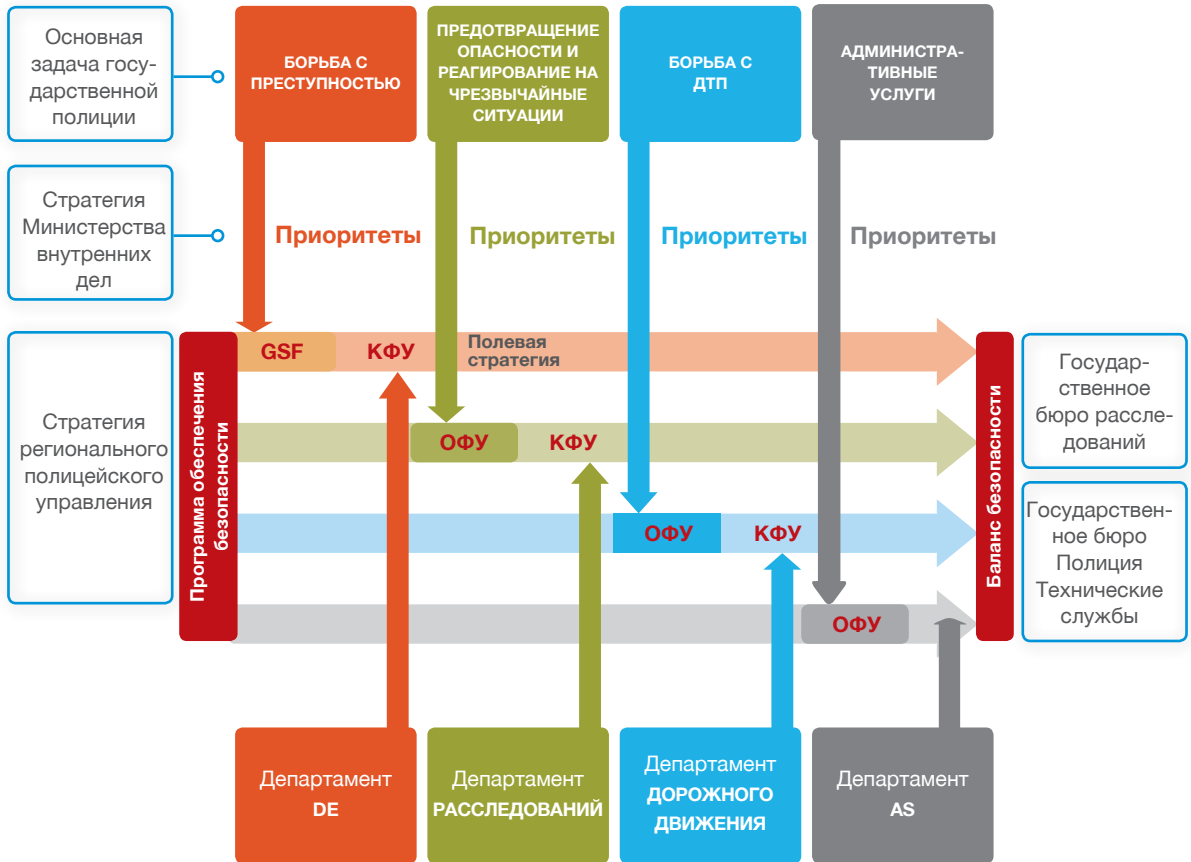 Основная
задача госу-
дарственной
полиции
БОРЬБА С
ПРЕСТУПНОСТЬЮ
ПРЕДОТВРАЩЕНИЕ
ОПАСНОСТИ И
РЕАГИРОВАНИЕ НА
ЧРЕЗВЫЧАЙНЫЕ
СИТУАЦИИ
БОРЬБА С
ДТП
АДМИНИСТРА-
ТИВНЫЕ
УСЛУГИ
Стратегия
Министерства
внутренних
дел
Приоритеты
Приоритеты
Приоритеты
Приоритеты
Стратегия
регионального
полицейского
управления
Программа обеспечения
безопасности
GSF
КФУ
Полевая
стратегия
ОФУ
КФУ
ОФУ
КФУ
ОФУ
Баланс безопасности
Государ-
ственное
бюро рассле-
дований
Государствен-
ное бюро
Полиция
Технические
службы
Департамент
DE
Департамент
РАССЛЕДОВАНИЙ
Департамент
ДОРОЖНОГО
ДВИЖЕНИЯ
Департамент
AS